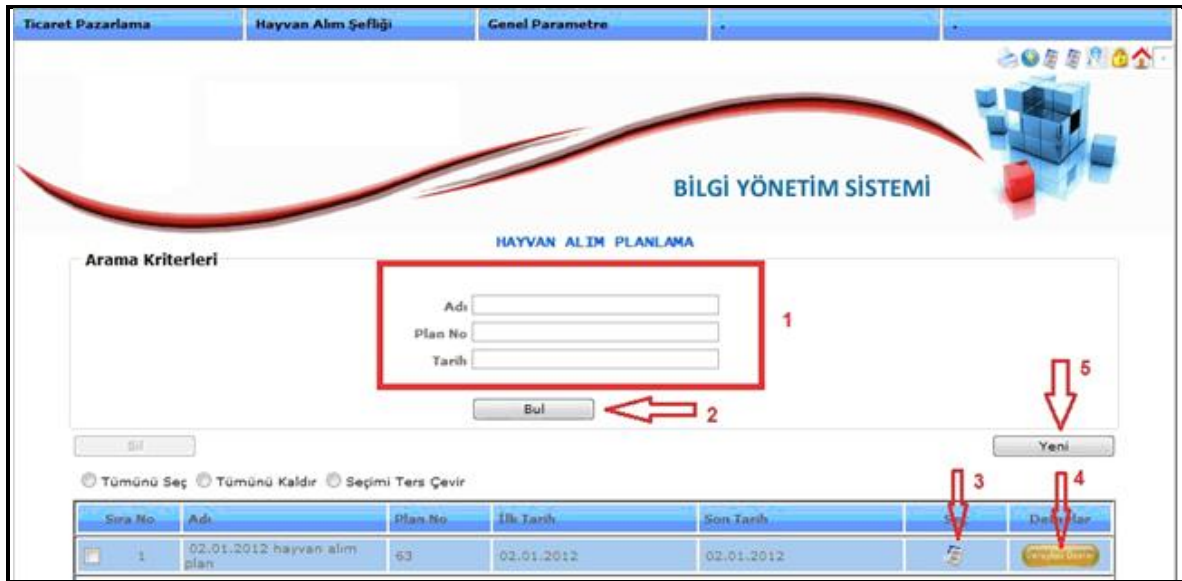 Ticaret Pazarlama Hayvan Alım Şefliği Genel Parametre . .
BİLGİ YÖNETİM SİSTEMİ
HAYVAN ALIM PLANLAMA
Arama Kriterleri
Adı
Plan No
Tarih
1
Bul
2
5
Sil
Yeni
Tümünü Seç Tümünü Kaldır Seçimi Ters Çevir
3
4
Sıra No Adı Plan No İlk Tarih Son Tarih
1 02.01.2012 hayvan alım plan 63 02.01.2012 02.01.2012